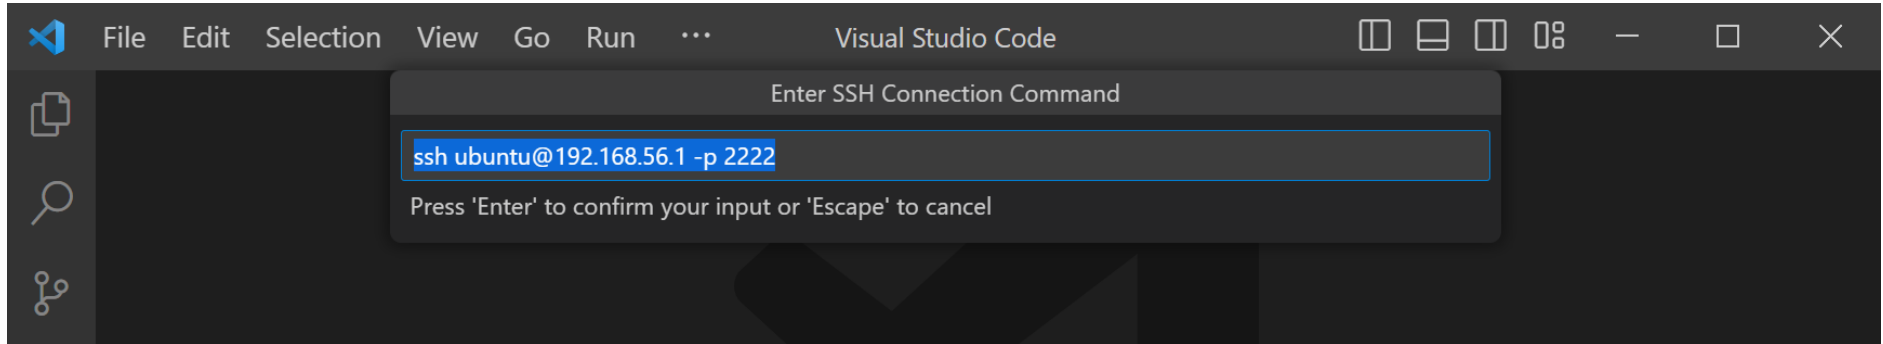 File Edit Selection View Go Run ··· Visual Studio Code
Enter SSH Connection Command
ssh ubuntu@192.168.56.1 -p 2222
Press 'Enter' to confirm your input or 'Escape' to cancel